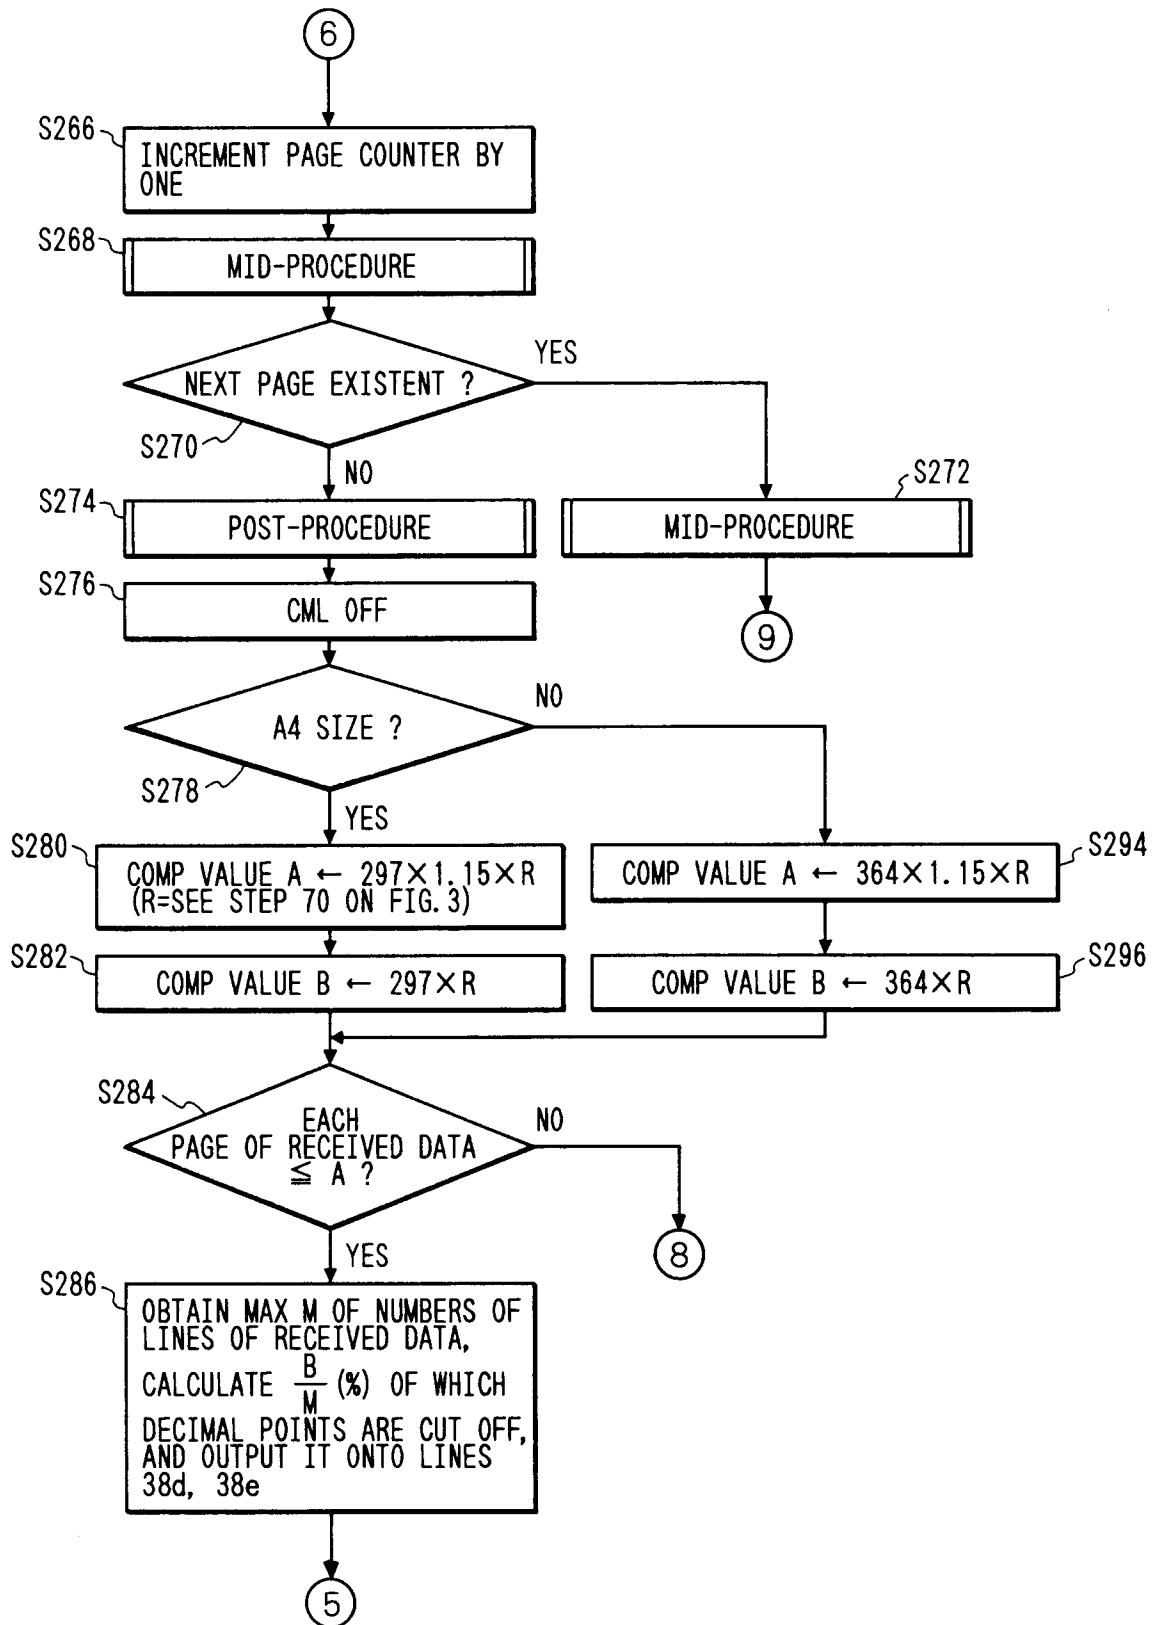 6
S266
INCREMENT PAGE COUNTER BY
ONE
S268
MID-PROCEDURE
NEXT PAGE EXISTENT ?
YES
S270
NO
S274
POST-PROCEDURE
S272
MID-PROCEDURE
S276
CML OFF
9
A4 SIZE ?
NO
S278
YES
S280
COMP VALUE A ← 297×1.15×R
(R=SEE STEP 70 ON FIG.3)
S294
COMP VALUE A ← 364×1.15×R
S282
COMP VALUE B ← 297×R
S296
COMP VALUE B ← 364×R
S284
EACH
PAGE OF RECEIVED DATA
≦ A ?
NO
8
YES
S286
OBTAIN MAX M OF NUMBERS OF
LINES OF RECEIVED DATA,
CALCULATE B/M (%) OF WHICH
DECIMAL POINTS ARE CUT OFF,
AND OUTPUT IT ONTO LINES
38d, 38e
5